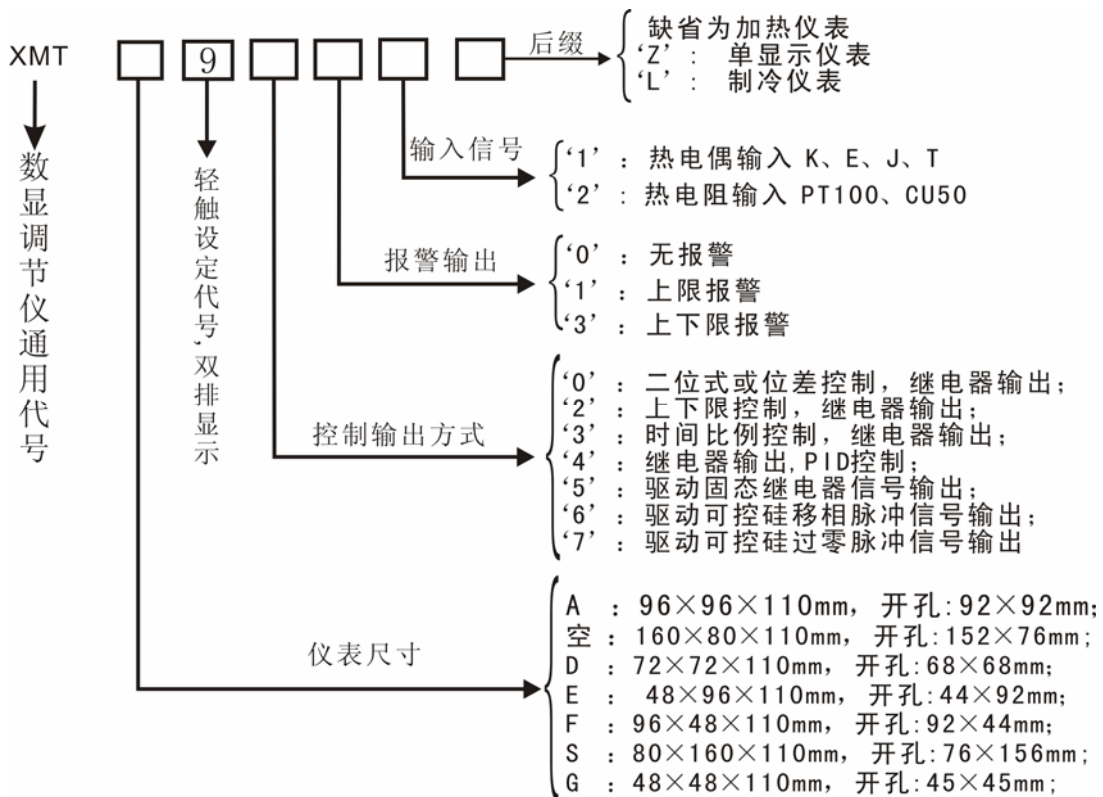 XMT
9
后缀
缺省为加热仪表
‘Z’： 单显示仪表
‘L’： 制冷仪表
数显调节仪通用代号
轻触设定代号,双排显示
输入信号
‘1’：热电偶输入 K、E、J、T
‘2’：热电阻输入 PT100、CU50
报警输出
‘0’：无报警
‘1’：上限报警
‘3’：上下限报警
控制输出方式
‘0’：二位式或位差控制，继电器输出；
‘2’：上下限控制，继电器输出；
‘3’：时间比例控制，继电器输出；
‘4’：继电器输出,PID控制；
‘5’：驱动固态继电器信号输出；
‘6’：驱动可控硅移相脉冲信号输出；
‘7’：驱动可控硅过零脉冲信号输出
仪表尺寸
A ：96×96×110mm，开孔:92×92mm;
空：160×80×110mm，开孔:152×76mm;
D ：72×72×110mm，开孔:68×68mm;
E ：48×96×110mm，开孔:44×92mm;
F ：96×48×110mm，开孔:92×44mm;
S ：80×160×110mm，开孔:76×156mm;
G ：48×48×110mm，开孔:45×45mm;